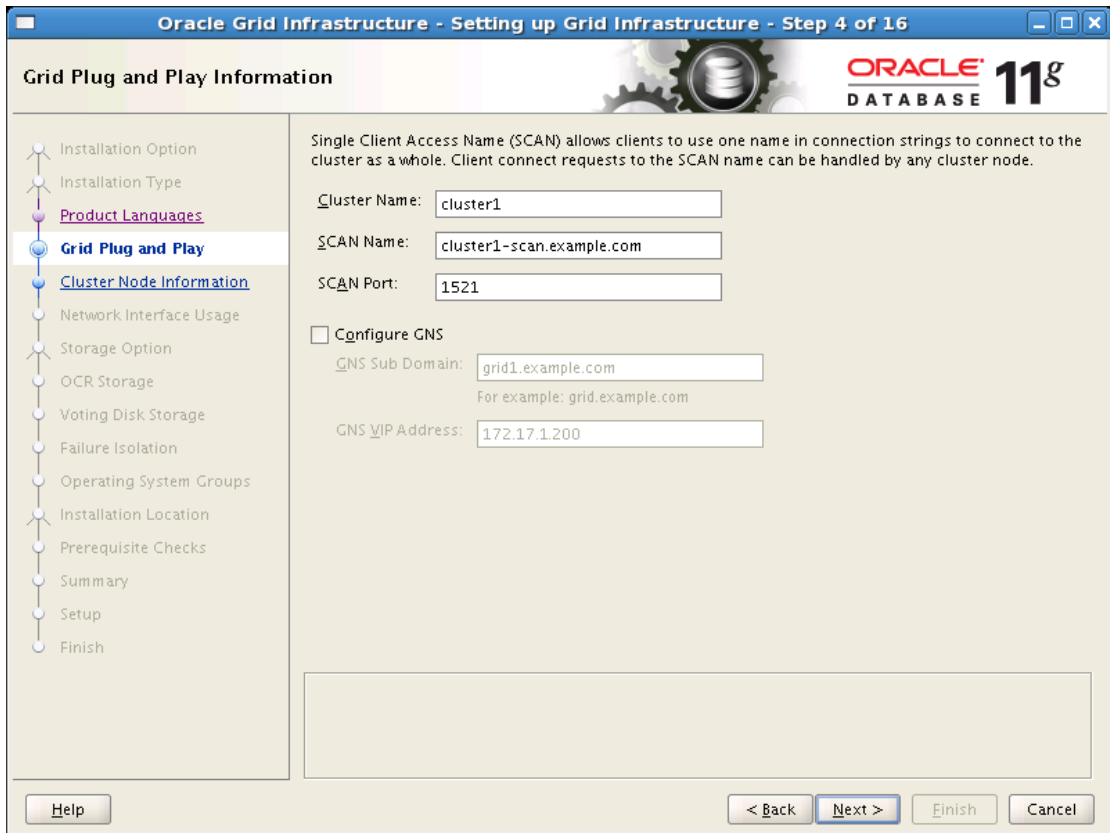 Oracle Grid Infrastructure - Setting up Grid Infrastructure - Step 4 of 16
Grid Plug and Play Information
ORACLE
DATABASE
11g
Installation Option
Installation Type
Product Languages
Grid Plug and Play
Cluster Node Information
Network Interface Usage
Storage Option
OCR Storage
Voting Disk Storage
Failure Isolation
Operating System Groups
Installation Location
Prerequisite Checks
Summary
Setup
Finish
Single Client Access Name (SCAN) allows clients to use one name in connection strings to connect to the
cluster as a whole. Client connect requests to the SCAN name can be handled by any cluster node.
Cluster Name: cluster1
SCAN Name: cluster1-scan.example.com
SCAN Port: 1521
Configure GNS
GNS Sub Domain: grid1.example.com
For example: grid.example.com
GNS VIP Address: 172.17.1.200
Help < Back Next > Finish Cancel